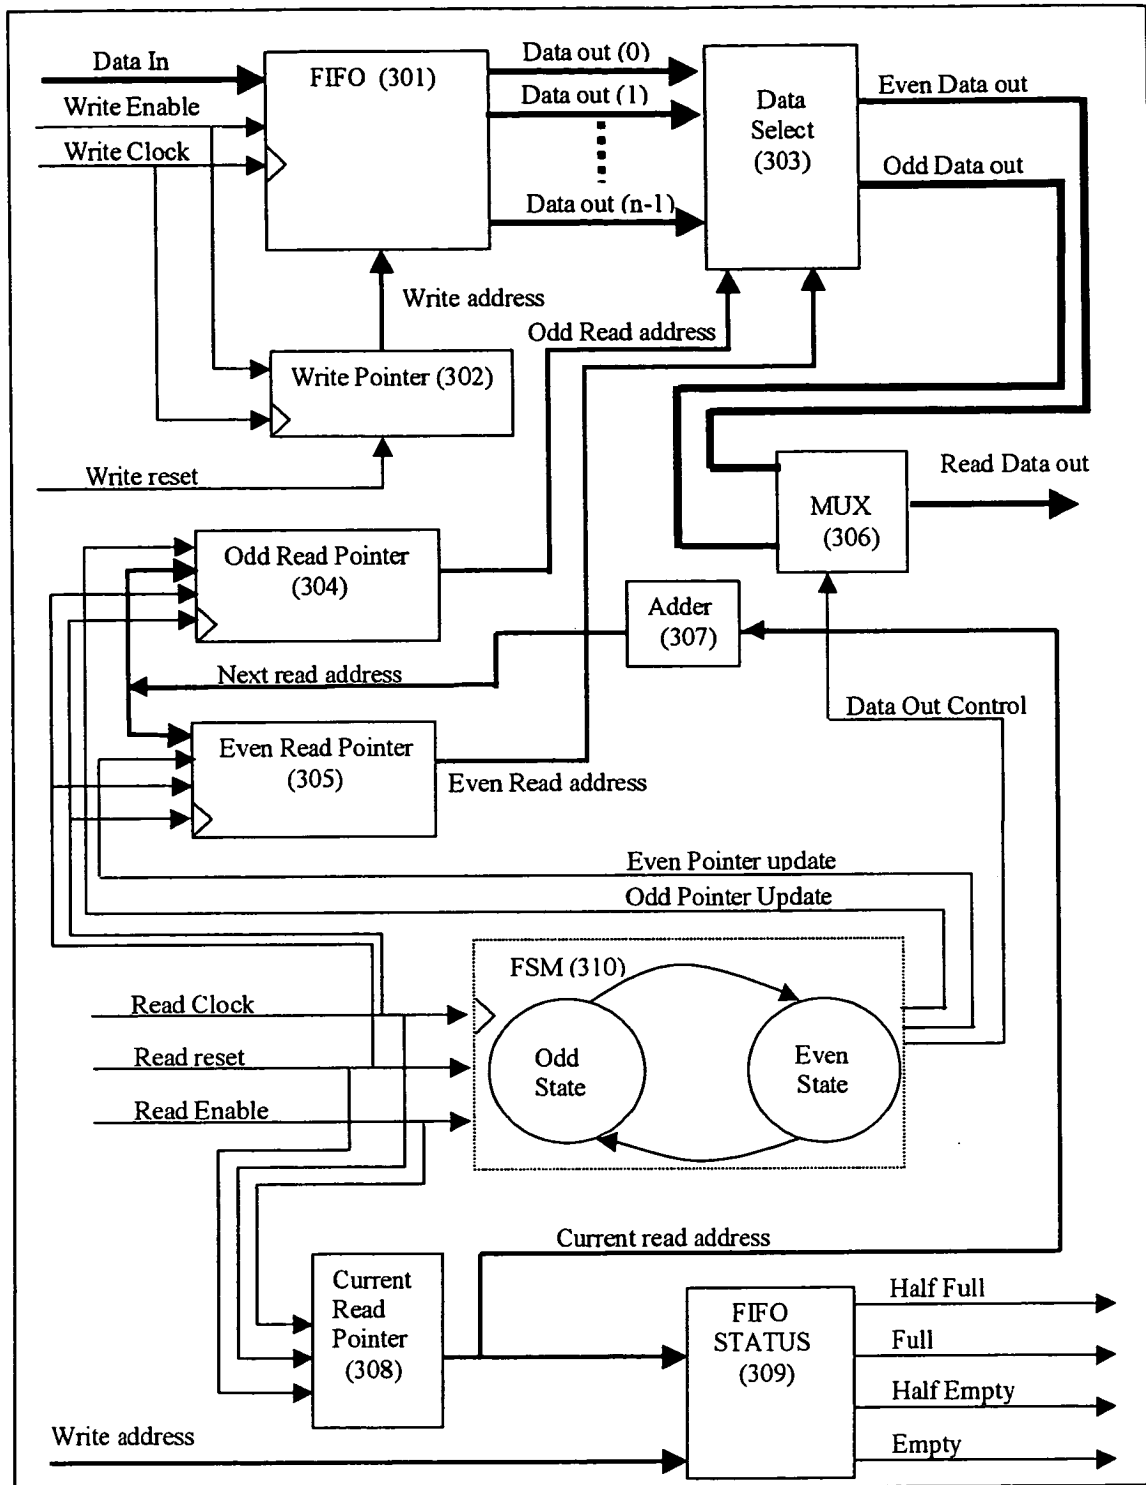 Data In
Write Enable
Write Clock
FIFO (301)
Data out (0)
Data out (1)
Data out (n-1)
Data
Select
(303)
Even Data out
Odd Data out
Write address
Odd Read address
Write Pointer (302)
Write reset
MUX
(306)
Read Data out
Odd Read Pointer
(304)
Adder
(307)
Next read address
Data Out Control
Even Read Pointer
(305)
Even Read address
Even Pointer update
Odd Pointer Update
FSM (310)
Read Clock
Read reset
Read Enable
Odd
State
Even
State
Current read address
Current
Read
Pointer
(308)
FIFO
STATUS
(309)
Half Full
Full
Half Empty
Empty
Write address